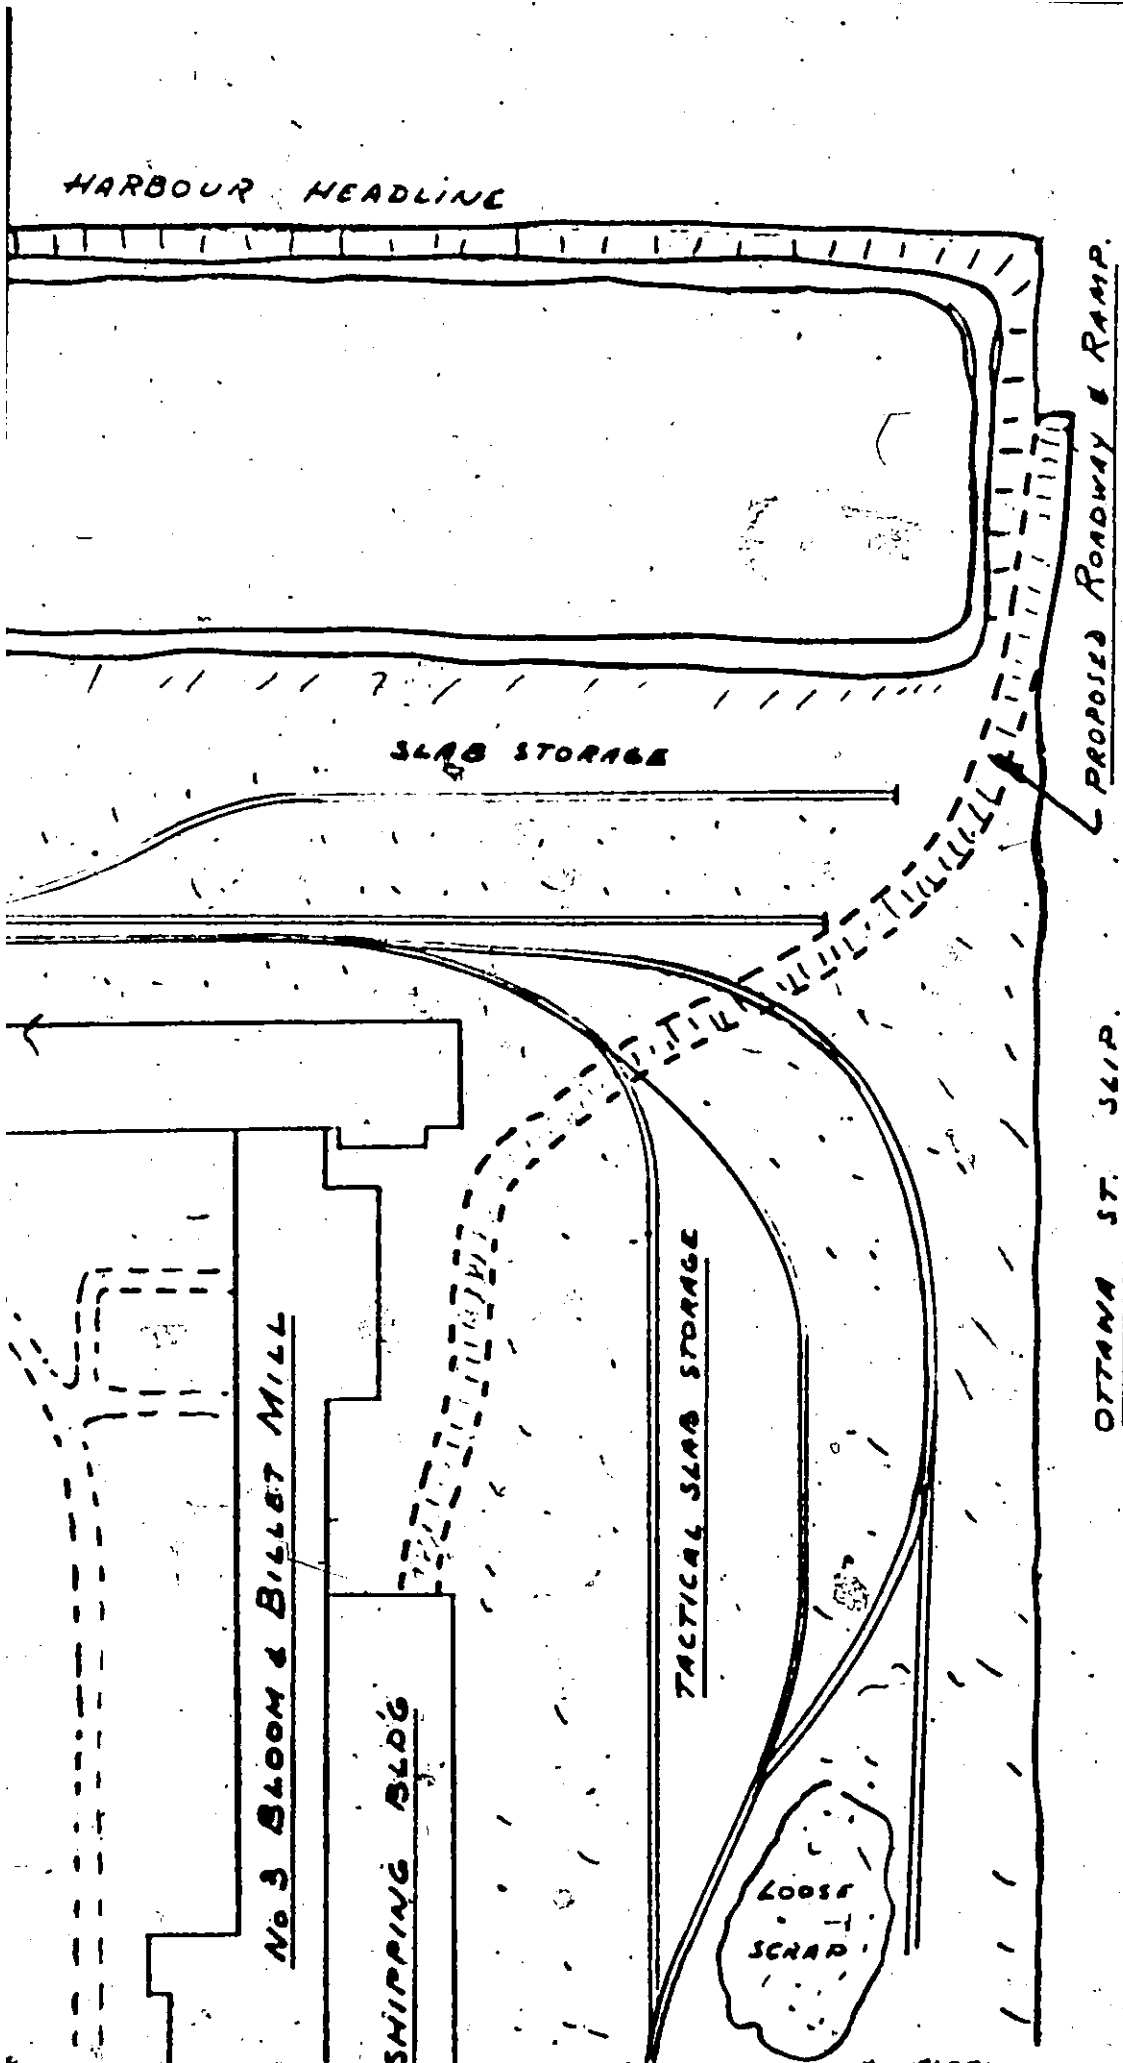 HARBOUR HEADLINE
PROPOSED ROADWAY & RAMP.
SLAB STORAGE
OTTAWA ST. SLIP.
TACTICAL SLAB STORAGE
No 3 BLOOM & BILLET MILL
SHIPPING BLDG
LOOSE
SCRAP